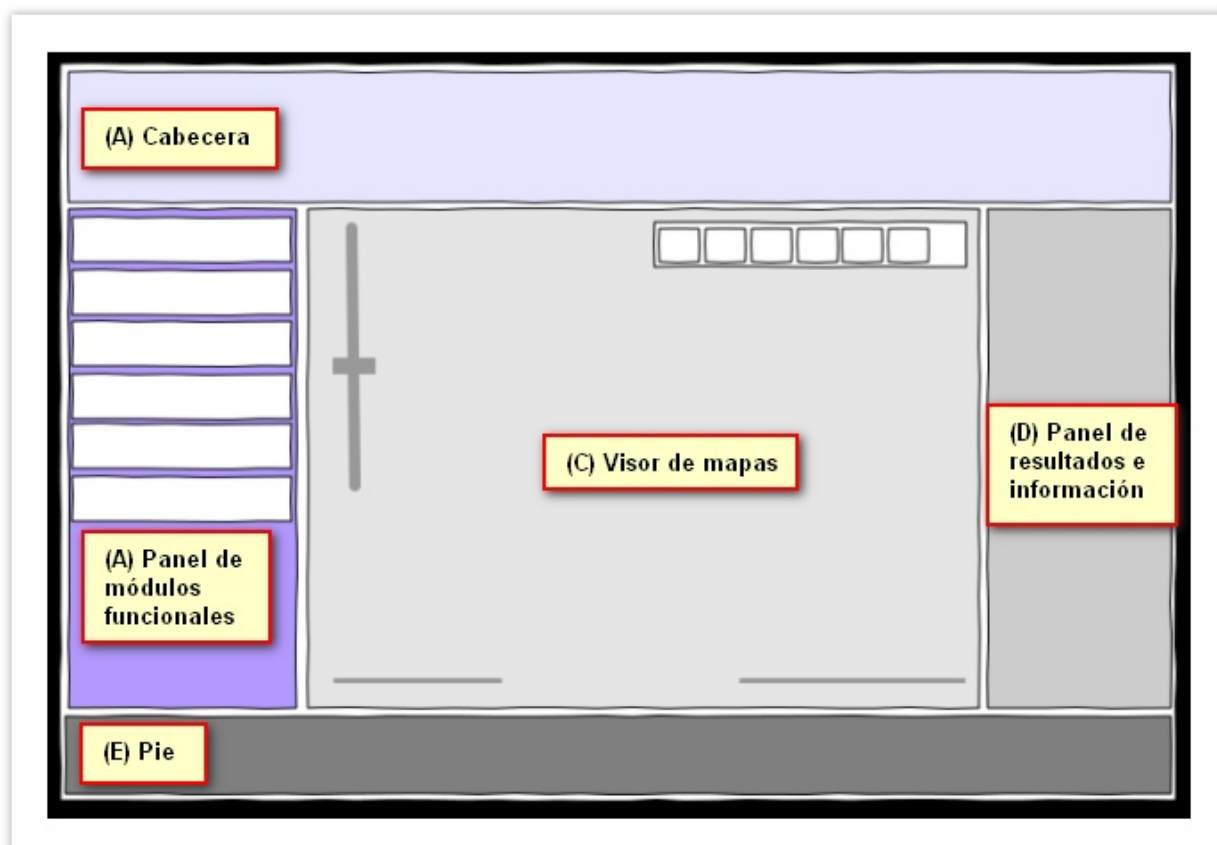 (A) Cabecera
(A) Panel de
módulos
funcionales
(C) Visor de mapas
(D) Panel de
resultados e
información
(E) Pie